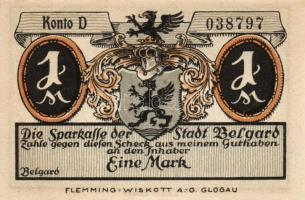 Konto D 038797
1 M 1 M
Die Sparkasse der Stadt Belgard
Zahle gegen diesen Scheck aus meinem Guthaben
an den Inhaber
Eine Mark
Belgard
FLEMMING-WISKOTT A.-G. GLOGAU